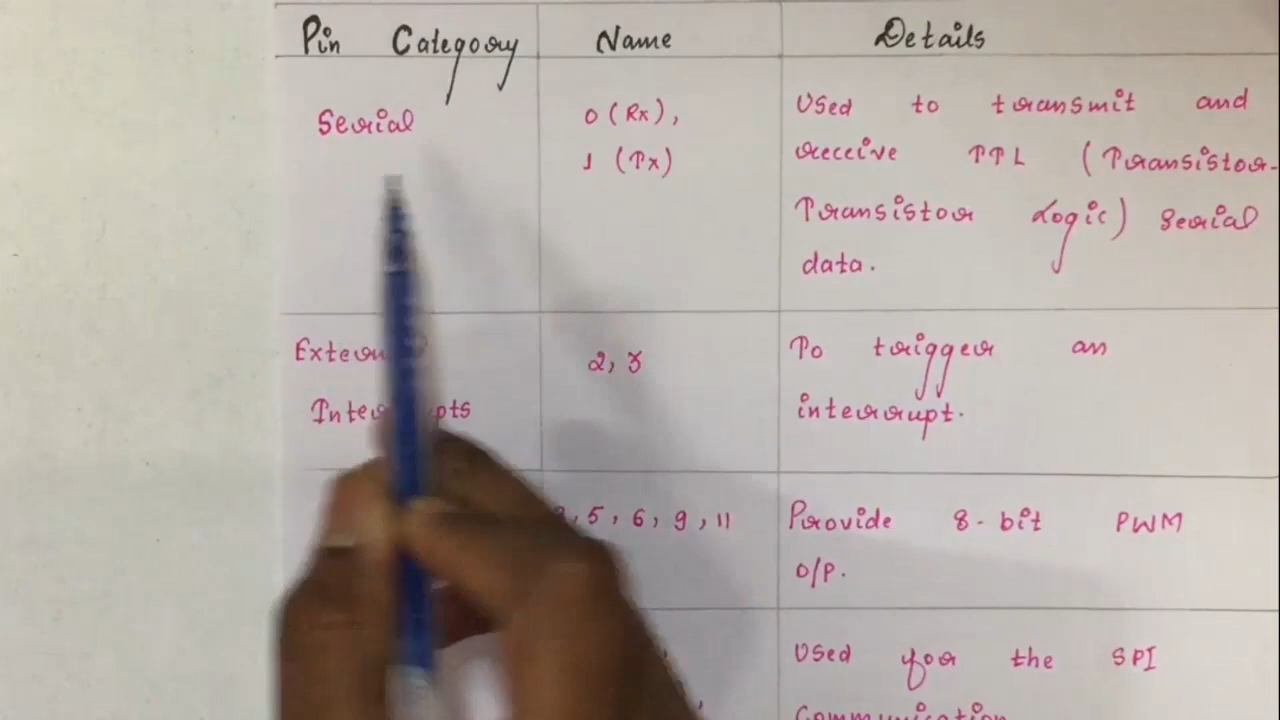 Pin Category Name Details
Serial
0 (Rx),
1 (Tx)
Used to transmit and
receive TTL (Transistor-
Transistor Logic) Serial
data.
2, 3
To trigger an
interrupt.
5, 6, 9, 11
Provide 8-bit PWM
O/P.
Used for the SPI
Communication